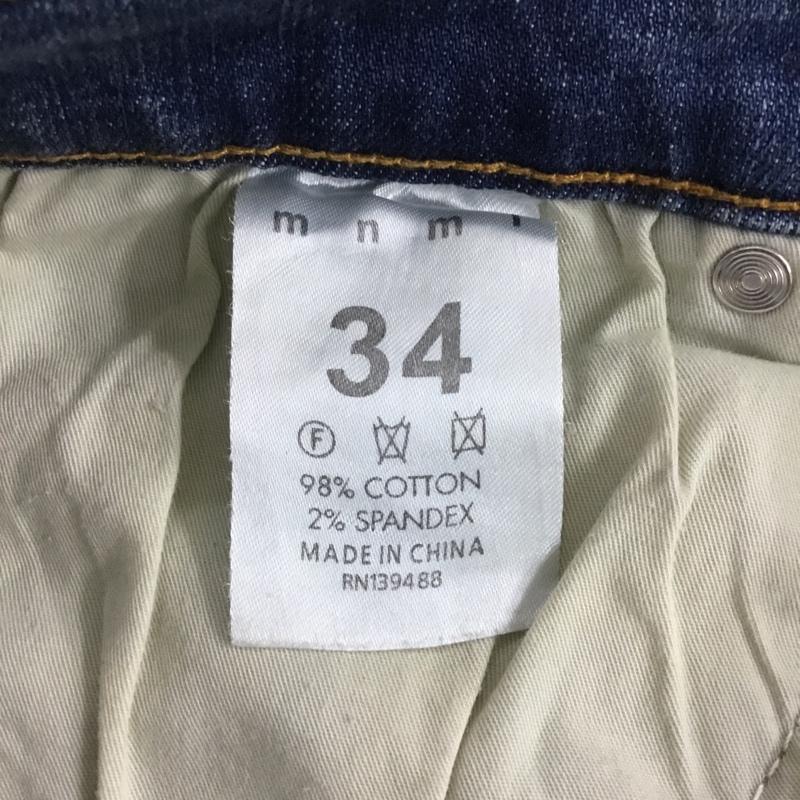 m n m l
34
F
98% COTTON
2% SPANDEX
MADE IN CHINA
RN139488